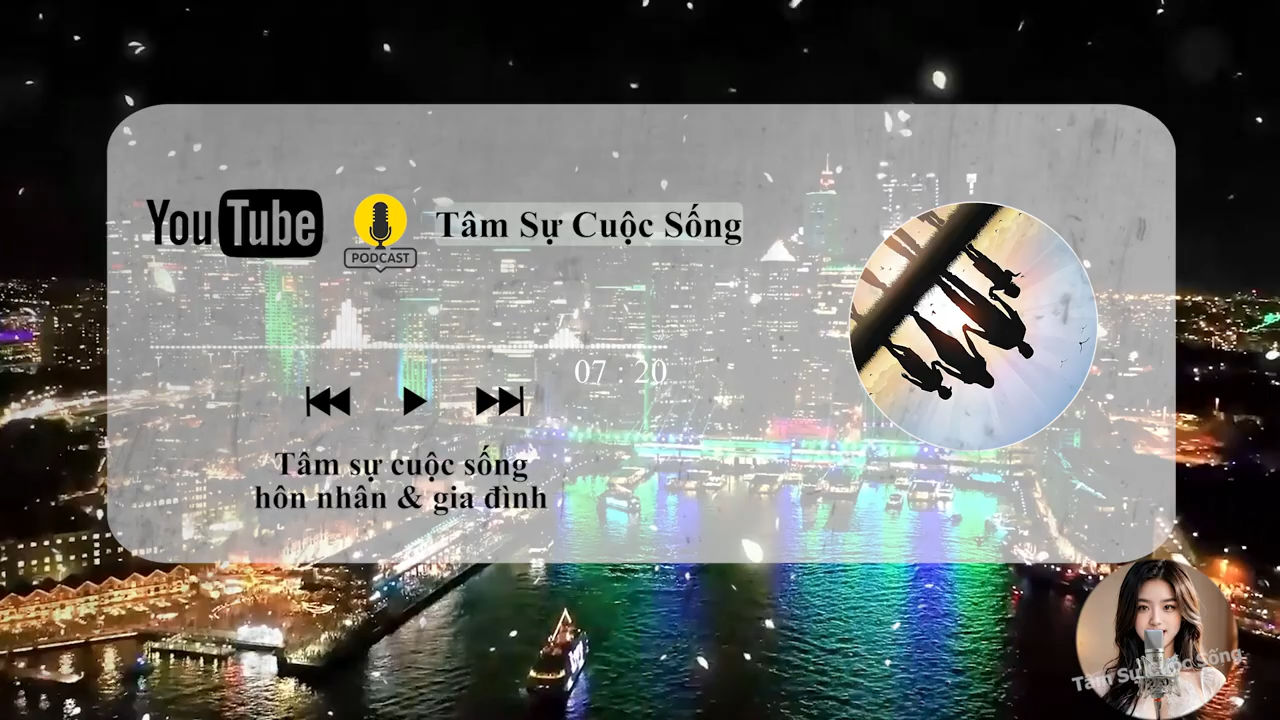 YouTube
PODCAST
Tâm Sự Cuộc Sống
07 : 20
Tâm sự cuộc sống
hôn nhân & gia đình
Tâm Sự Cuộc Sống